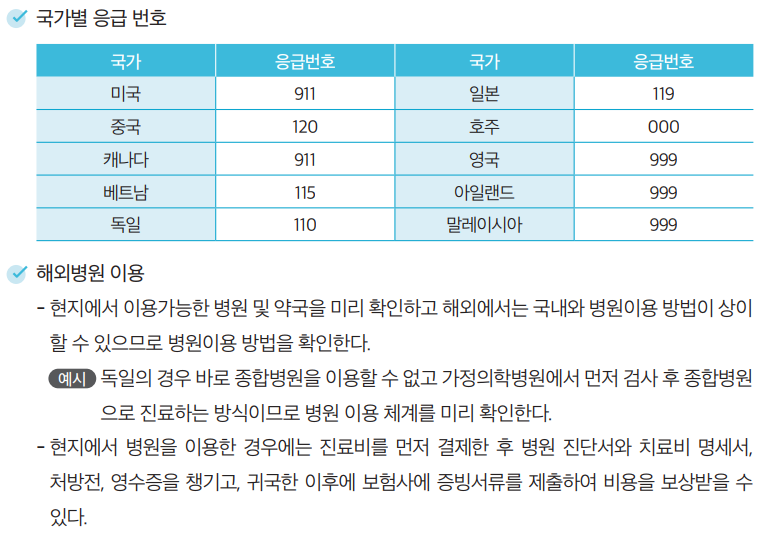 국가별 응급 번호
국가 응급번호 국가 응급번호
미국 911 일본 119
중국 120 호주 000
캐나다 911 영국 999
베트남 115 아일랜드 999
독일 110 말레이시아 999
해외병원 이용
- 현지에서 이용가능한 병원 및 약국을 미리 확인하고 해외에서는 국내와 병원이용 방법이 상이
할 수 있으므로 병원이용 방법을 확인한다.
예시 독일의 경우 바로 종합병원을 이용할 수 없고 가정의학병원에서 먼저 검사 후 종합병원
으로 진료하는 방식이므로 병원 이용 체계를 미리 확인한다.
- 현지에서 병원을 이용한 경우에는 진료비를 먼저 결제한 후 병원 진단서와 치료비 명세서,
처방전, 영수증을 챙기고, 귀국한 이후에 보험사에 증빙서류를 제출하여 비용을 보상받을 수
있다.